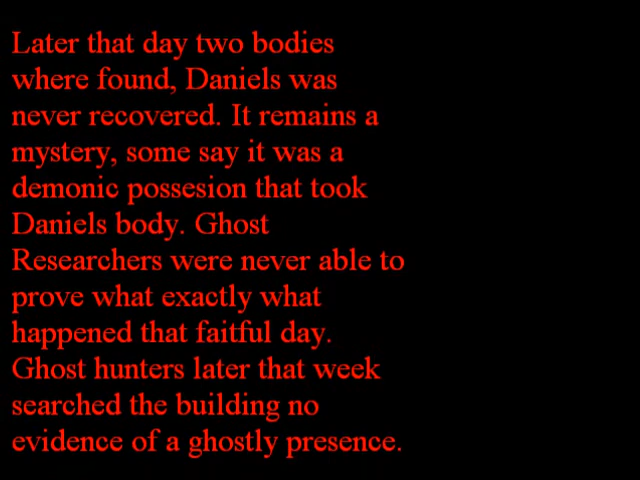 Later that day two bodies
where found, Daniels was
never recovered. It remains a
mystery, some say it was a
demonic possesion that took
Daniels body. Ghost
Researchers were never able to
prove what exactly what
happened that faitful day.
Ghost hunters later that week
searched the building no
evidence of a ghostly presence.